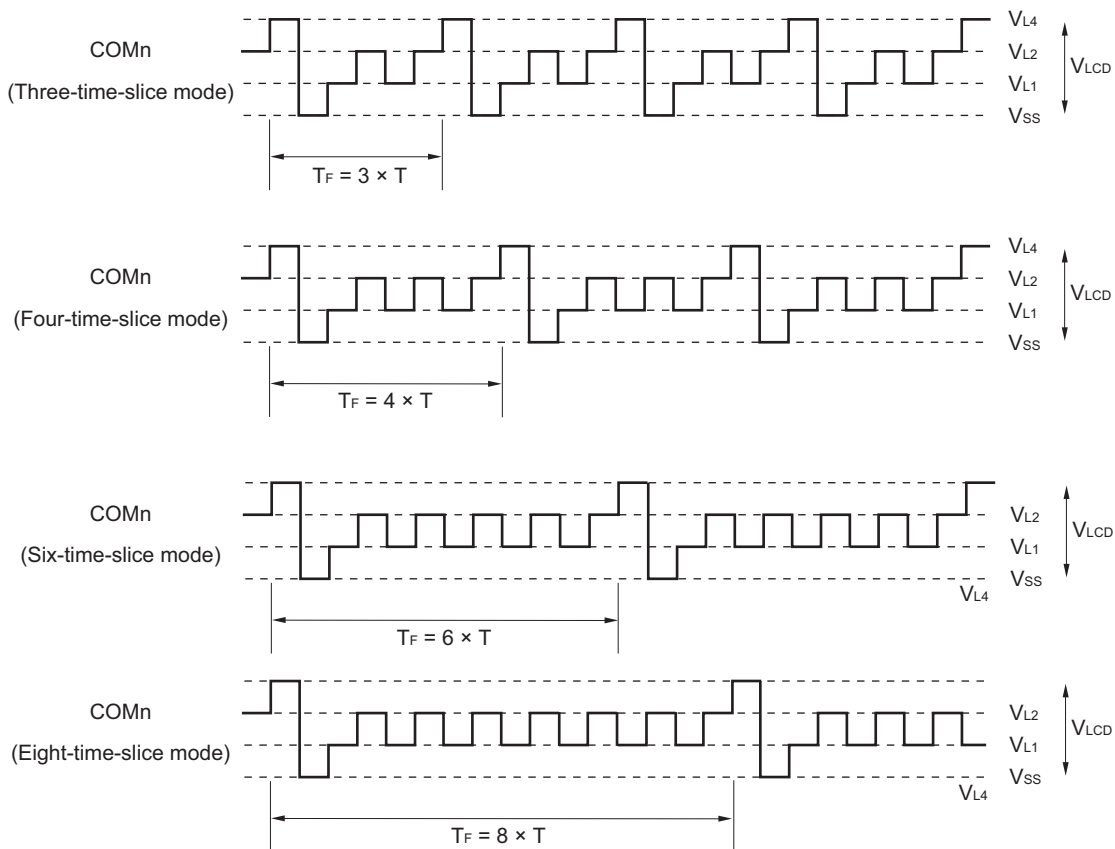 COMn
(Three-time-slice mode)
VL4
VL2
VL1
VSS
VLCD
TF = 3 × T
COMn
(Four-time-slice mode)
VL4
VL2
VL1
VSS
VLCD
TF = 4 × T
COMn
(Six-time-slice mode)
VL2
VL1
VSS
VL4
VLCD
TF = 6 × T
COMn
(Eight-time-slice mode)
VL2
VL1
VSS
VL4
VLCD
TF = 8 × T